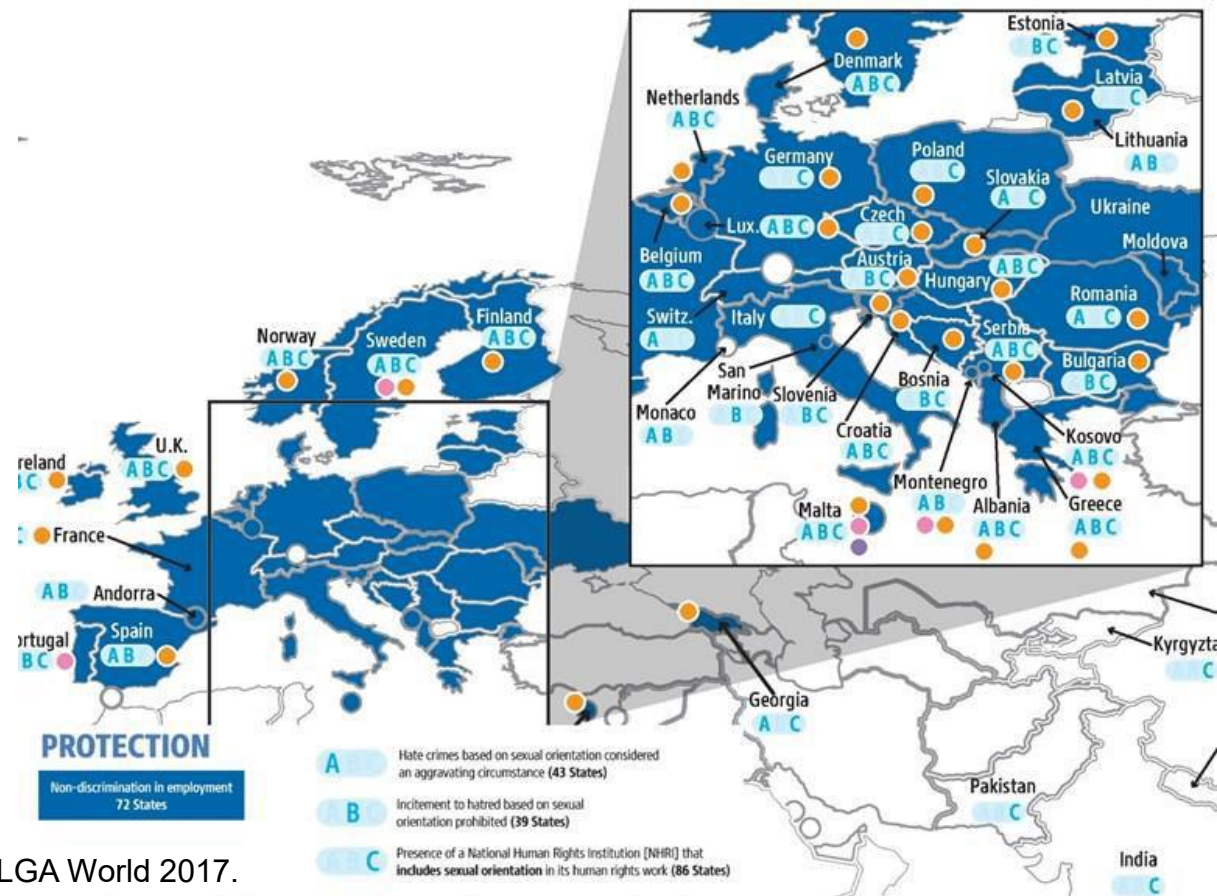 Estonia
B C
Denmark
A B C
Latvia
C
Netherlands
A B C
Lithuania
A B
Germany
C
Poland
C
Slovakia
A C
Ukraine
Lux. A B C
Czech
C
Moldova
Belgium
A B C
Austria
B C
Hungary
A B C
Romania
A C
Switz.
A
Italy C
Serbia
A B C
Bulgaria
B C
San
Marino
B
Slovenia
A B C
Bosnia
B C
Monaco
A B
Croatia
A B C
Kosovo
A B C
Montenegro
A B
Albania
A B C
Greece
A B C
Malta
A B C
Norway
A B C
Sweden
A B C
Finland
A B C
reland
B C
U.K.
A B C
France
C
A B Andorra
ortugal
B C
Spain
A B
Georgia
A C
Kyrgyzta
C
Pakistan
C
India
C
PROTECTION
Non-discrimination in employment
72 States
A Hate crimes based on sexual orientation considered
an aggravating circumstance (43 States)
B Incitement to hatred based on sexual
orientation prohibited (39 States)
C Presence of a National Human Rights Institution [NHRI] that
includes sexual orientation in its human rights work (86 States)
LGA World 2017.